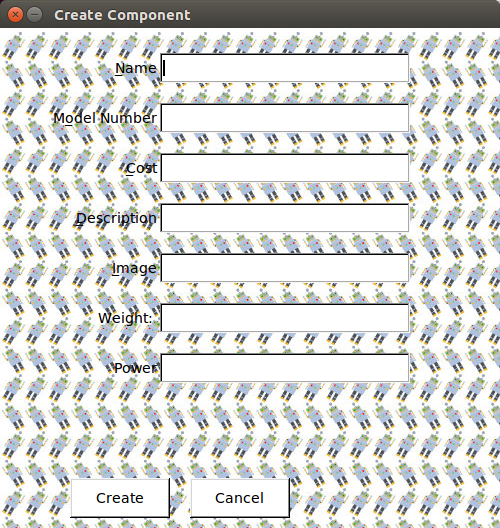 Create Component
Name
Model Number
Cost
Description
Image
Weight:
Power
Create Cancel